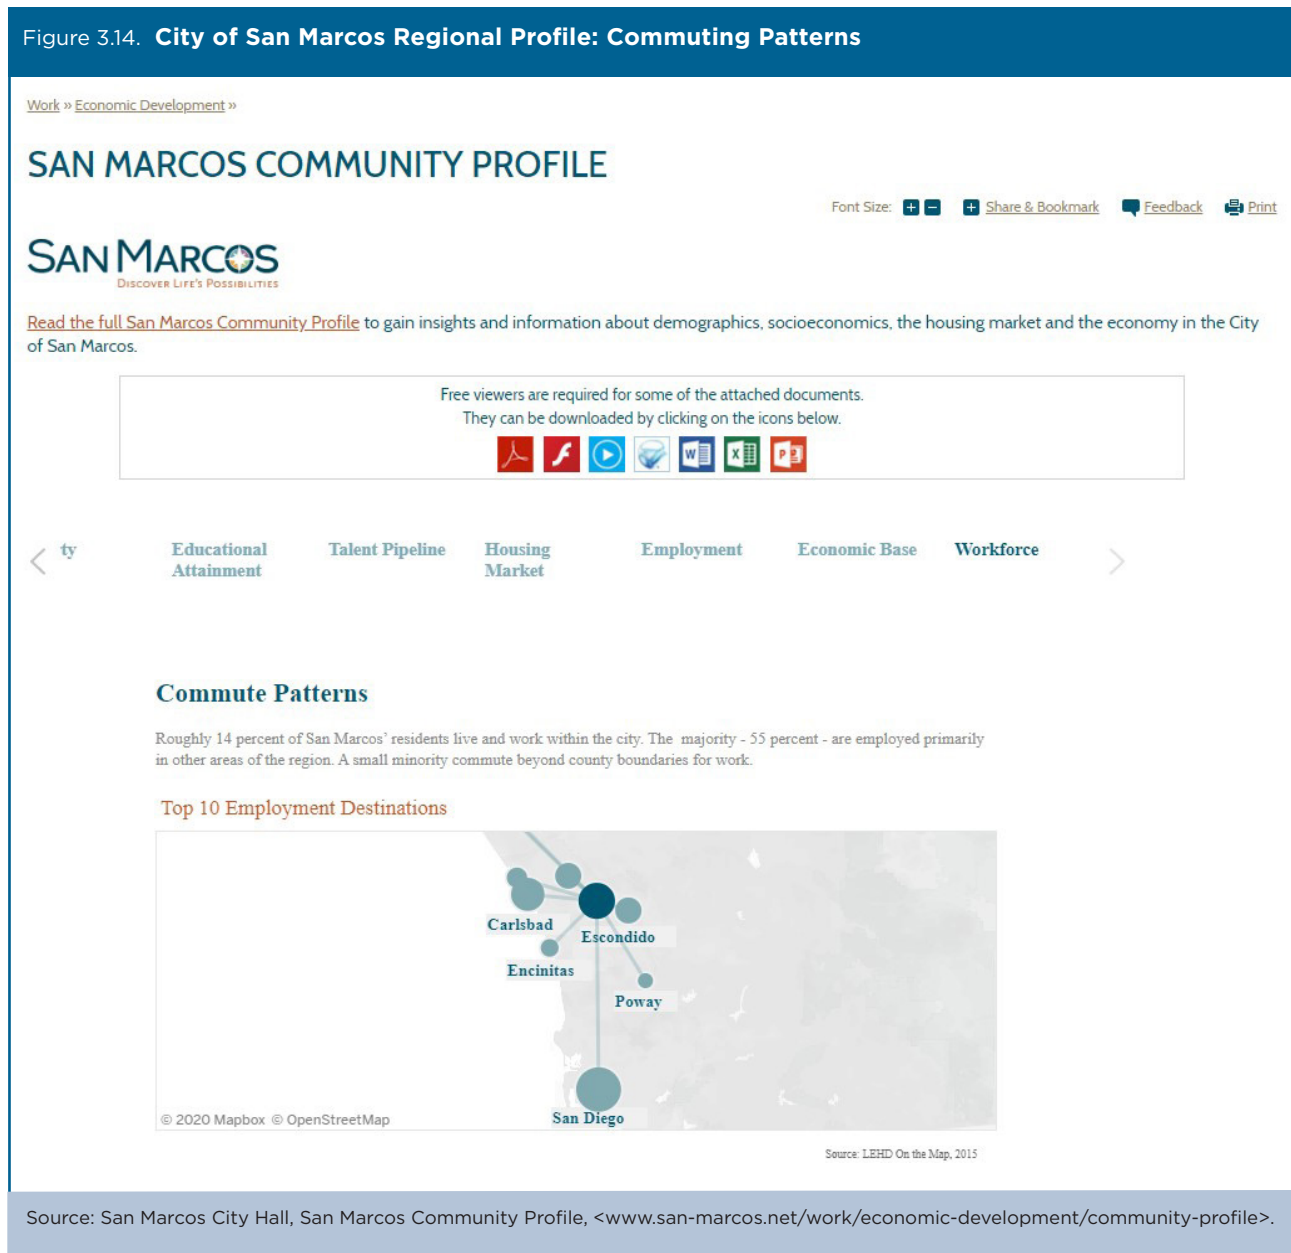 Figure 3.14. City of San Marcos Regional Profile: Commuting Patterns
Work » Economic Development »
SAN MARCOS COMMUNITY PROFILE
Font Size: + − + Share & Bookmark Feedback Print
SAN MARCOS
DISCOVER LIFE'S POSSIBILITIES
Read the full San Marcos Community Profile to gain insights and information about demographics, socioeconomics, the housing market and the economy in the City
of San Marcos.
Free viewers are required for some of the attached documents.
They can be downloaded by clicking on the icons below.
ty Educational Talent Pipeline Housing Employment Economic Base Workforce
Attainment Market
Commute Patterns
Roughly 14 percent of San Marcos' residents live and work within the city. The majority - 55 percent - are employed primarily
in other areas of the region. A small minority commute beyond county boundaries for work.
Top 10 Employment Destinations
Carlsbad
Escondido
Encinitas
Poway
San Diego
© 2020 Mapbox © OpenStreetMap
Source: LEHD On the Map, 2015
Source: San Marcos City Hall, San Marcos Community Profile, <www.san-marcos.net/work/economic-development/community-profile>.